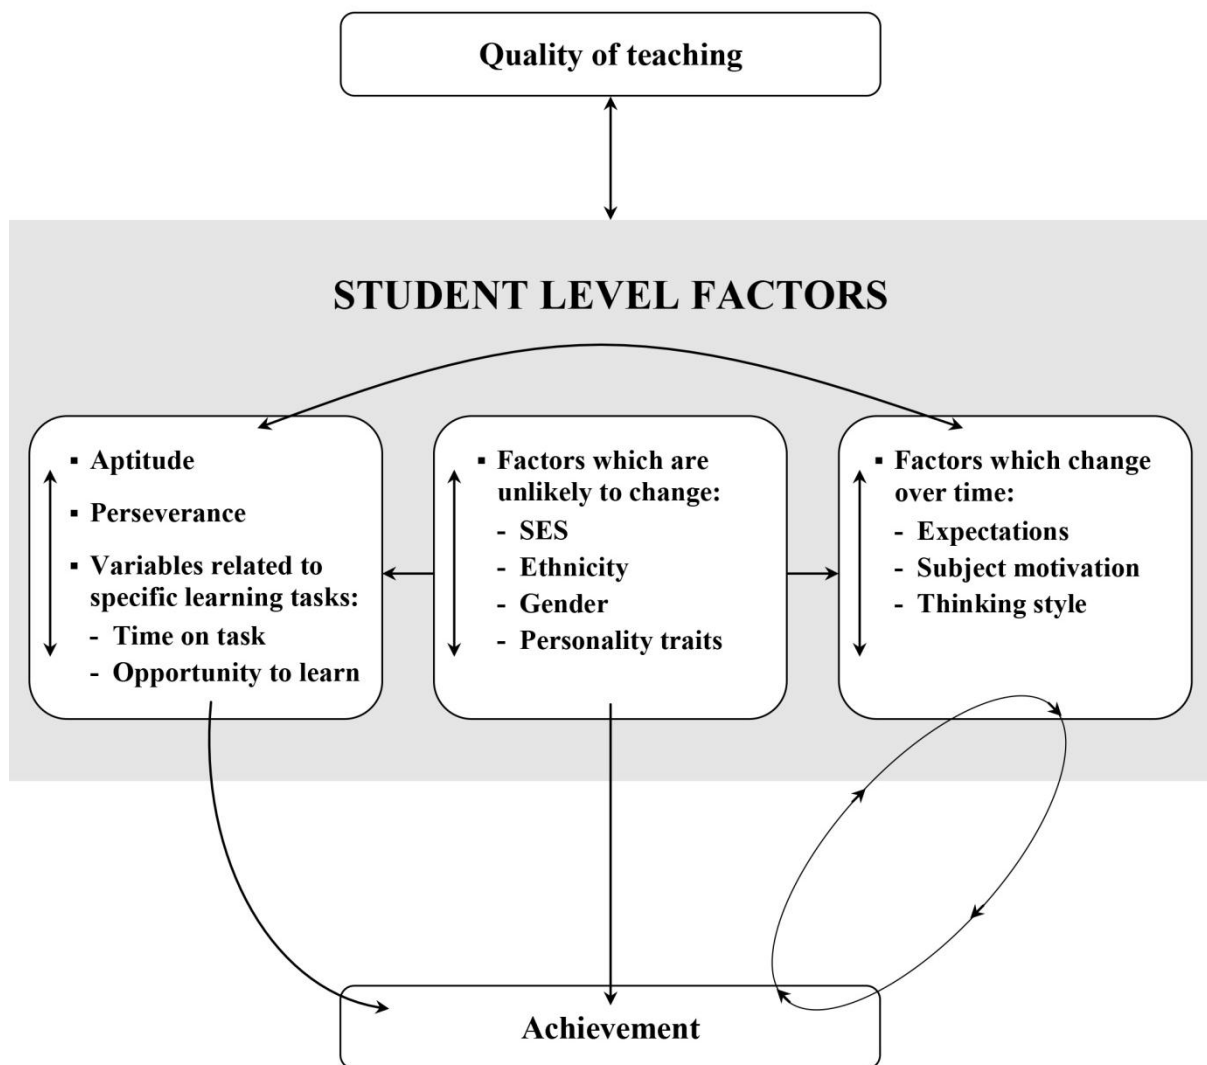 Quality of teaching
STUDENT LEVEL FACTORS
▪ Aptitude
▪ Perseverance
▪ Variables related to
specific learning tasks:
- Time on task
- Opportunity to learn
▪ Factors which are
unlikely to change:
- SES
- Ethnicity
- Gender
- Personality traits
▪ Factors which change
over time:
- Expectations
- Subject motivation
- Thinking style
Achievement